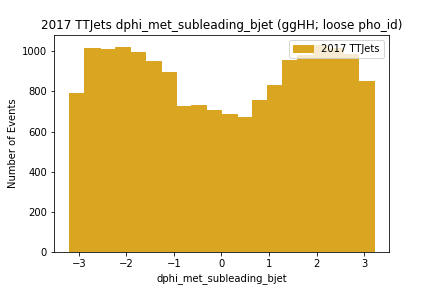 2017 TTJets dphi_met_subleading_bjet (ggHH; loose pho_id)
2017 TTJets
Number of Events
1000
800
600
400
200
0
−3 −2 −1 0 1 2 3
dphi_met_subleading_bjet